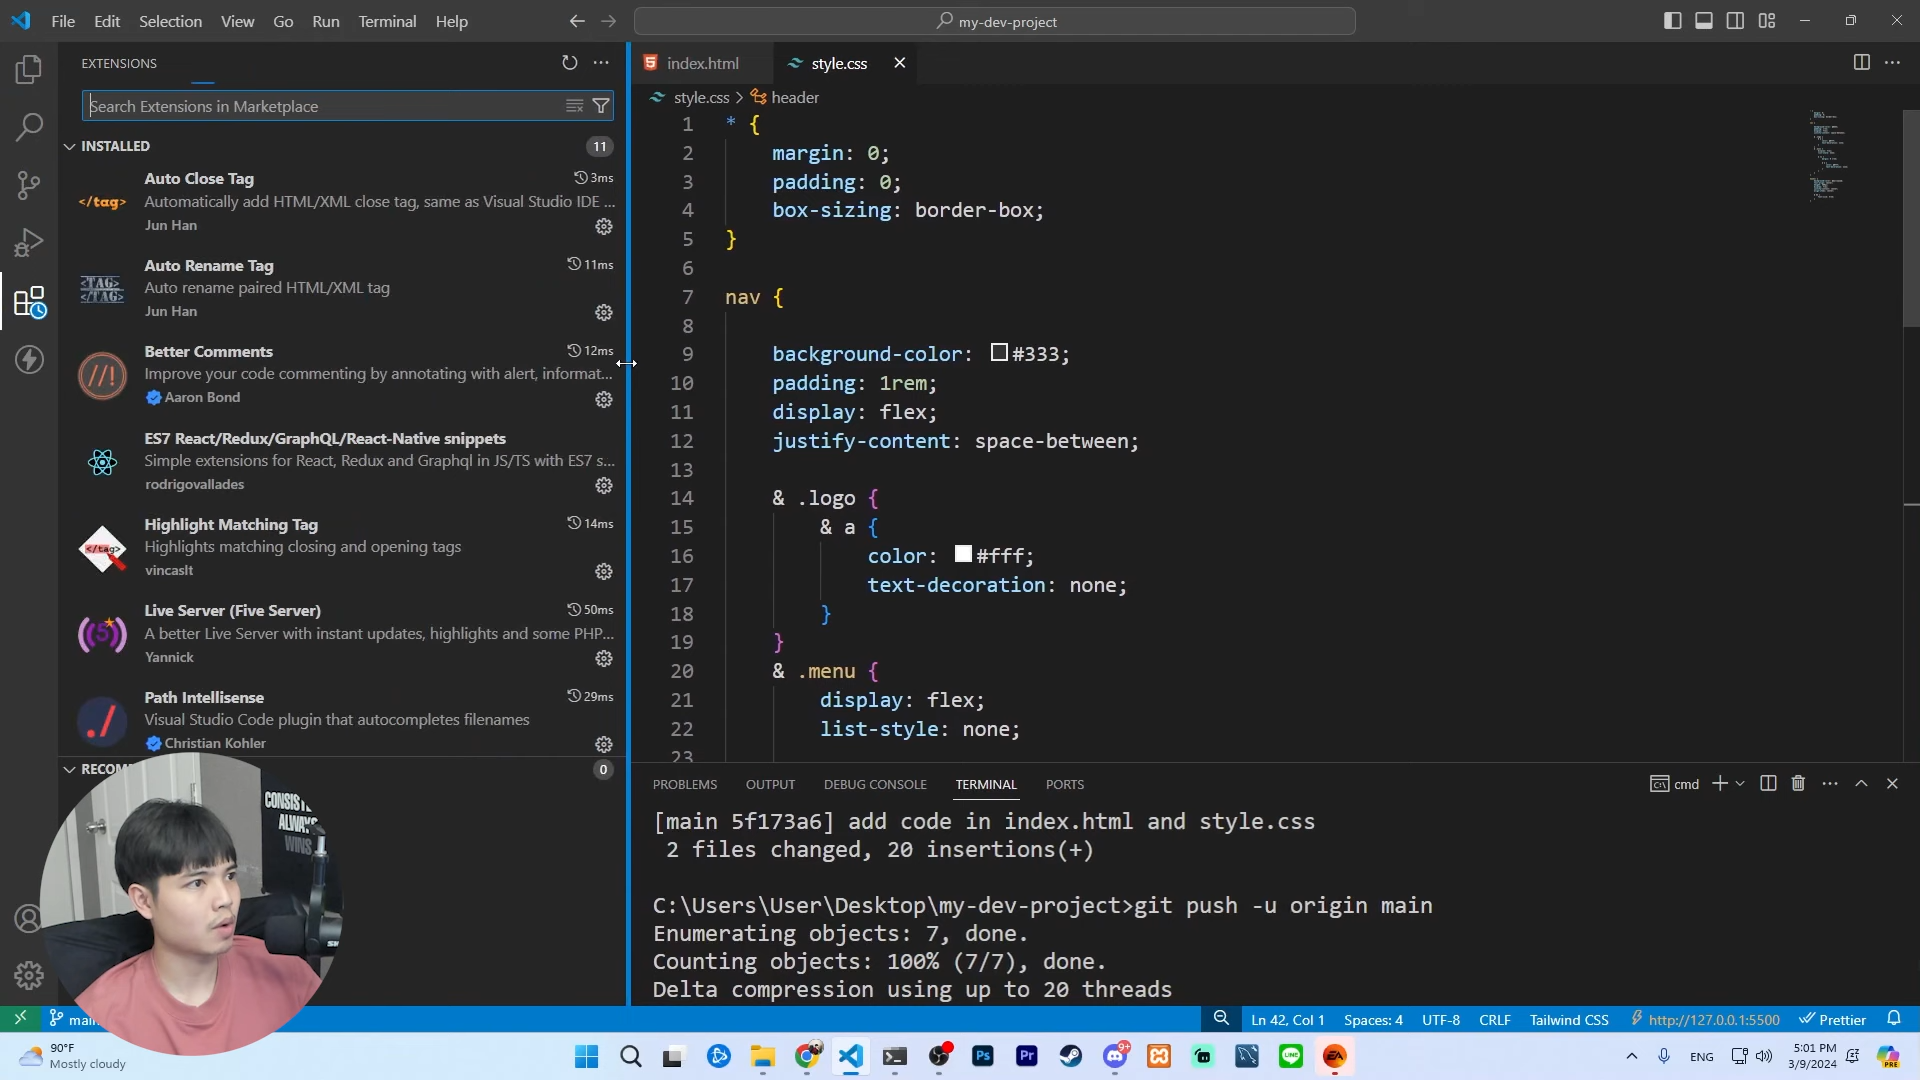 File Edit Selection View Go Run Terminal Help
my-dev-project
EXTENSIONS
Search Extensions in Marketplace
INSTALLED 11
Auto Close Tag 3ms
Automatically add HTML/XML close tag, same as Visual Studio IDE ...
Jun Han
Auto Rename Tag 11ms
Auto rename paired HTML/XML tag
Jun Han
Better Comments 12ms
Improve your code commenting by annotating with alert, informat...
Aaron Bond
ES7 React/Redux/GraphQL/React-Native snippets
Simple extensions for React, Redux and Graphql in JS/TS with ES7 s...
rodrigovallades
Highlight Matching Tag 14ms
Highlights matching closing and opening tags
vincaslt
Live Server (Five Server) 50ms
A better Live Server with instant updates, highlights and some PHP...
Yannick
Path Intellisense 29ms
Visual Studio Code plugin that autocompletes filenames
Christian Kohler
RECOM 0
CONSIST
ALWAYS
WINS
index.html style.css
style.css > header
1 * {
2 margin: 0;
3 padding: 0;
4 box-sizing: border-box;
5 }
6
7 nav {
8
9 background-color: #333;
10 padding: 1rem;
11 display: flex;
12 justify-content: space-between;
13
14 & .logo {
15 & a {
16 color: #fff;
17 text-decoration: none;
18 }
19 }
20 & .menu {
21 display: flex;
22 list-style: none;
23
PROBLEMS OUTPUT DEBUG CONSOLE TERMINAL PORTS cmd
[main 5f173a6] add code in index.html and style.css
2 files changed, 20 insertions(+)
C:\Users\User\Desktop\my-dev-project>git push -u origin main
Enumerating objects: 7, done.
Counting objects: 100% (7/7), done.
Delta compression using up to 20 threads
main Ln 42, Col 1 Spaces: 4 UTF-8 CRLF Tailwind CSS http://127.0.0.1:5500 Prettier
90°F
Mostly cloudy
Ps Pr 9+ LINE EA
ENG
5:01 PM
3/9/2024
PRE